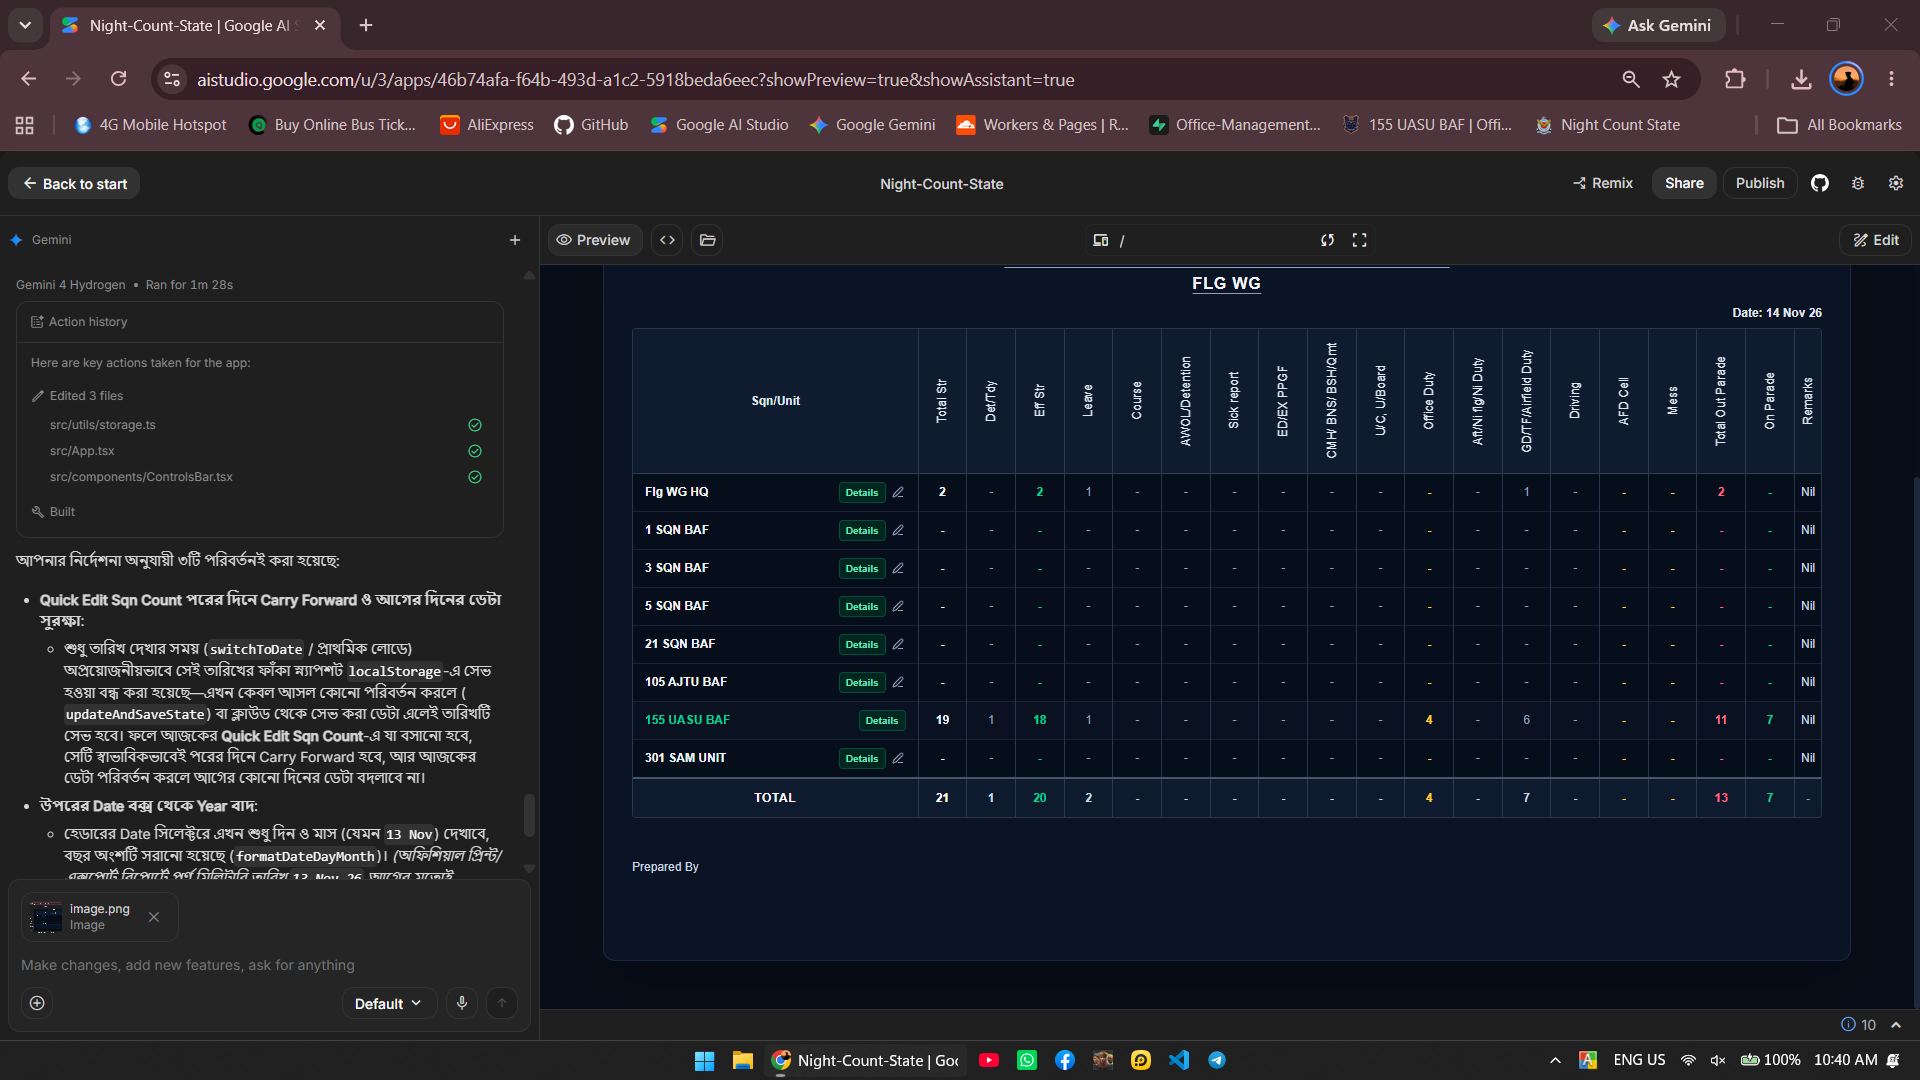 Night-Count-State | Google AI S
Ask Gemini
aistudio.google.com/u/3/apps/46b74afa-f64b-493d-a1c2-5918beda6eec?showPreview=true&showAssistant=true
4G Mobile Hotspot
Buy Online Bus Tick...
AliExpress
GitHub
Google AI Studio
Google Gemini
Workers & Pages | R...
Office-Management...
155 UASU BAF | Offi...
Night Count State
All Bookmarks
Back to start
Night-Count-State
Remix
Share
Publish
Gemini
Preview
/
Edit
Gemini 4 Hydrogen • Ran for 1m 28s
Action history
Here are key actions taken for the app:
Edited 3 files
src/utils/storage.ts
src/App.tsx
src/components/ControlsBar.tsx
Built
আপনার নির্দেশনা অনুযায়ী ৩টি পরিবর্তনই করা হয়েছে:
• Quick Edit Sqn Count পরের দিনে Carry Forward ও আগের দিনের ডেটা
সুরক্ষা:
শুধু তারিখ দেখার সময় (switchToDate / প্রাথমিক লোডে)
অপ্রয়োজনীয়ভাবে সেই তারিখের ফাঁকা স্ন্যাপশট localStorage-এ সেভ
হওয়া বন্ধ করা হয়েছে—এখন কেবল আসল কোনো পরিবর্তন করলে (
updateAndSaveState) বা ক্লাউড থেকে সেভ করা ডেটা এলেই তারিখটি
সেভ হবে। ফলে আজকের Quick Edit Sqn Count-এ যা বসানো হবে,
সেটি স্বাভাবিকভাবেই পরের দিনে Carry Forward হবে, আর আজকের
ডেটা পরিবর্তন করলে আগের কোনো দিনের ডেটা বদলাবে না।
• উপরের Date বক্স থেকে Year বাদ:
হেডারের Date সিলেক্টরে এখন শুধু দিন ও মাস (যেমন 13 Nov) দেখাবে,
বছর অংশটি সরানো হয়েছে (formatDateDayMonth)। (অফিশিয়াল প্রিন্ট/
এক্সপোর্ট রিপোর্টে পূর্ণ মিলিটারি তারিখ 13 Nov 26 আগের মতোই
image.png
Image
Make changes, add new features, ask for anything
Default
FLG WG
Date: 14 Nov 26
Sqn/Unit Total Str Det/Tdy Eff Str Leave Course AWOL/Detention Sick report ED/EX PPGF CMH/ BNS/ BSH/Qmt U/C, U/Board Office Duty Aft/Ni flg/Ni Duty GD/TF/Airfield Duty Driving AFD Cell Mess Total Out Parade On Parade Remarks
Flg WG HQ Details 2 - 2 1 - - - - - - - - 1 - - - 2 - Nil
1 SQN BAF Details - - - - - - - - - - - - - - - - - - Nil
3 SQN BAF Details - - - - - - - - - - - - - - - - - - Nil
5 SQN BAF Details - - - - - - - - - - - - - - - - - - Nil
21 SQN BAF Details - - - - - - - - - - - - - - - - - - Nil
105 AJTU BAF Details - - - - - - - - - - - - - - - - - - Nil
155 UASU BAF Details 19 1 18 1 - - - - - - 4 - 6 - - - 11 7 Nil
301 SAM UNIT Details - - - - - - - - - - - - - - - - - - Nil
TOTAL 21 1 20 2 - - - - - - 4 - 7 - - - 13 7 -
Prepared By
10
Night-Count-State | Goo
ENG US
100%
10:40 AM